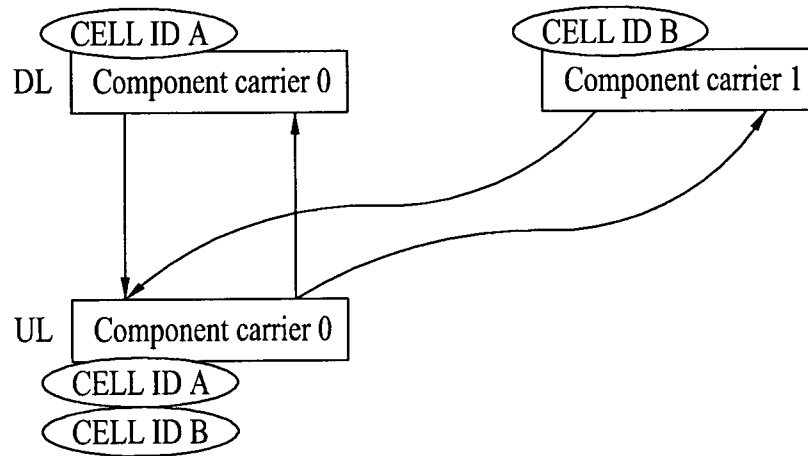 CELL ID A
CELL ID B
DL
Component carrier 0
Component carrier 1
UL
Component carrier 0
CELL ID A
CELL ID B